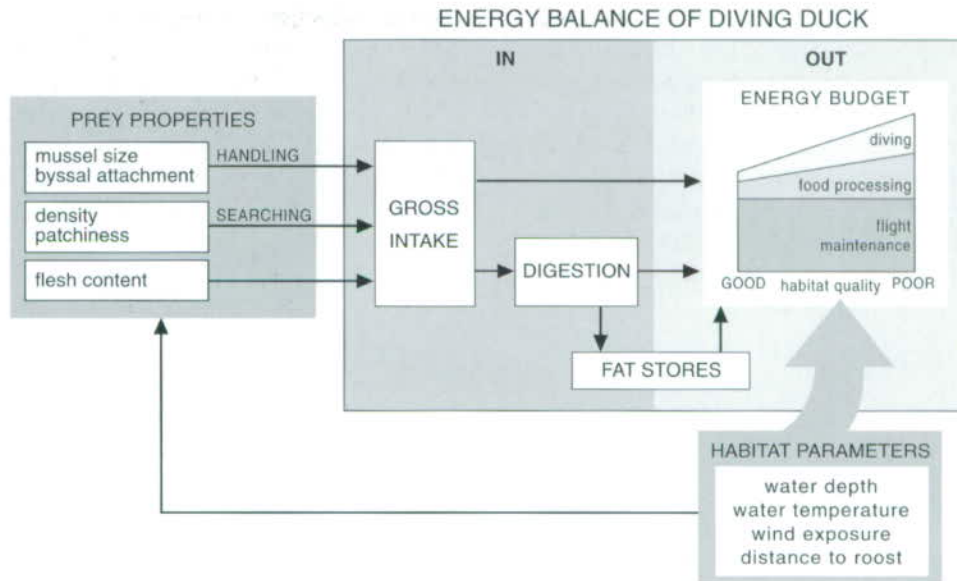 ENERGY BALANCE OF DIVING DUCK
IN
OUT
PREY PROPERTIES
mussel size
byssal attachment
HANDLING
density
patchiness
SEARCHING
flesh content
GROSS
INTAKE
DIGESTION
FAT STORES
ENERGY BUDGET
diving
food processing
flight
maintenance
GOOD habitat quality POOR
HABITAT PARAMETERS
water depth
water temperature
wind exposure
distance to roost